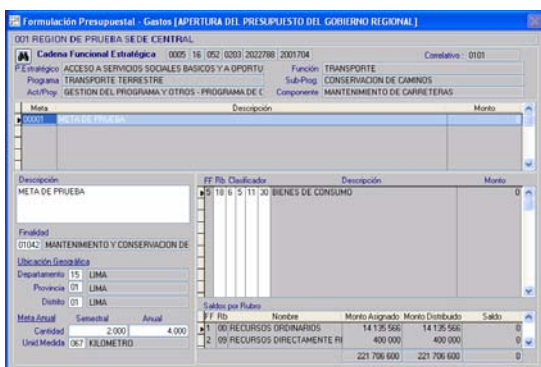 Formulación Presupuestal - Gastos [APERTURA DEL PRESUPUESTO DEL GOBIERNO REGIONAL]
001 REGION DE PRUEBA SEDE CENTRAL
Cadena Funcional Estratégica 0005 16 052 0203 2022788 2001704 Correlativo : 0101
P.Estratégico ACCESO A SERVICIOS SOCIALES BASICOS Y A OPORTU Función TRANSPORTE
Programa TRANSPORTE TERRESTRE Sub-Prog. CONSERVACION DE CAMINOS
Act/Proy. GESTION DEL PROGRAMA Y OTROS - PROGRAMA DE C Componente MANTENIMIENTO DE CARRETERAS
Meta Descripción Monto
00001 META DE PRUEBA 0
Descripción FF Rb Clasificador Descripción Monto
META DE PRUEBA 5 18 6 5 11 30 BIENES DE CONSUMO 0
Finalidad
01042 MANTENIMIENTO Y CONSERVACION DE
Ubicación Geográfica
Departamento 15 LIMA
Provincia 01 LIMA
Distrito 01 LIMA
Saldos por Rubro
Meta Anual Semestral Anual FF Rb Nombre Monto Asignado Monto Distribuido Saldo
Cantidad 2.000 4.000 1 00 RECURSOS ORDINARIOS 14 135 566 14 135 566 0
Unid.Medida 067 KILOMETRO 2 09 RECURSOS DIRECTAMENTE RI 400 000 400 000 0
221 706 600 221 706 600 0